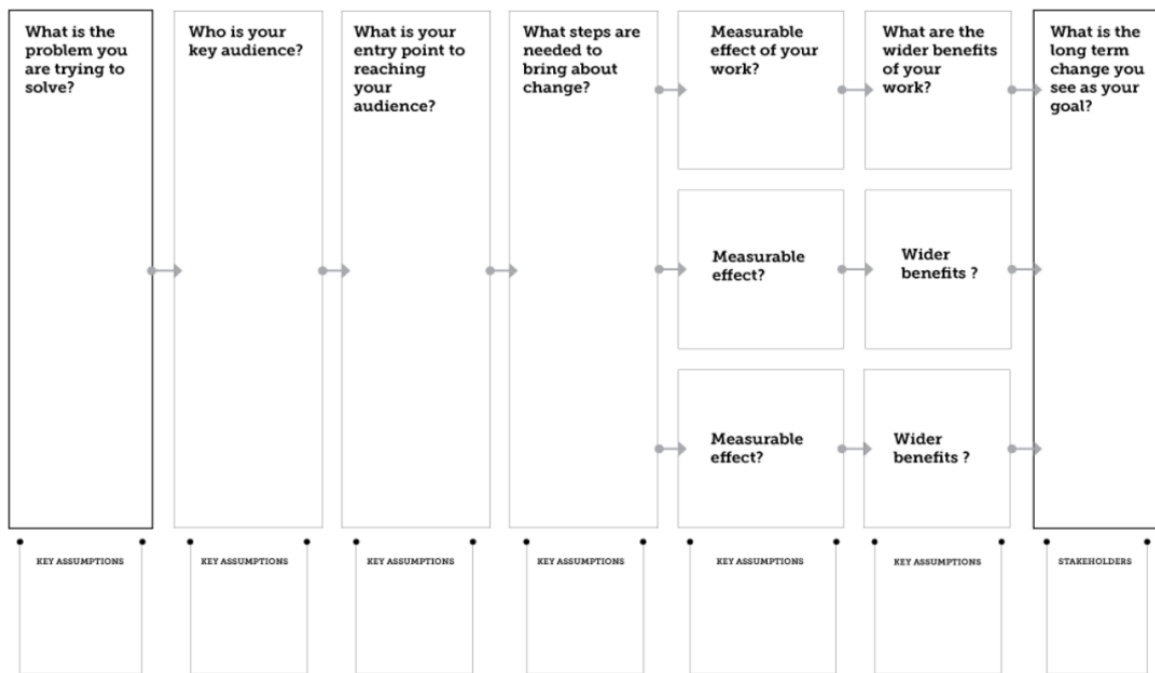 What is the
problem you
are trying to
solve?
Who is your
key audience?
What is your
entry point to
reaching
your
audience?
What steps are
needed to
bring about
change?
Measurable
effect of your
work?
What are the
wider benefits
of your
work?
What is the
long term
change you
see as your
goal?
Measurable
effect?
Wider
benefits ?
Measurable
effect?
Wider
benefits ?
KEY ASSUMPTIONS
KEY ASSUMPTIONS
KEY ASSUMPTIONS
KEY ASSUMPTIONS
KEY ASSUMPTIONS
KEY ASSUMPTIONS
STAKEHOLDERS